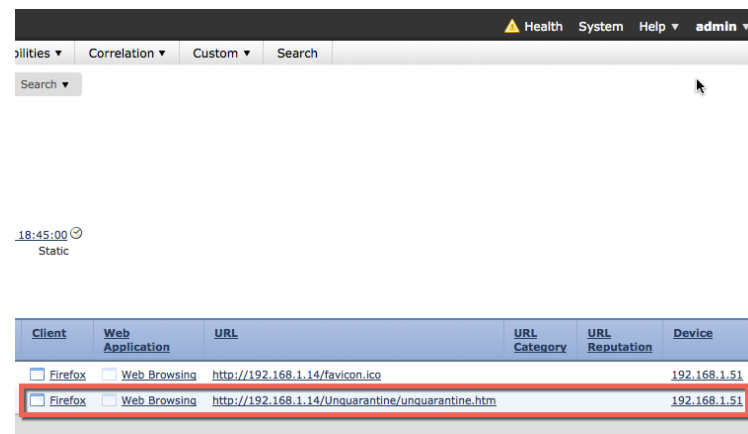 Health System Help admin
bilities Correlation Custom Search
Search
18:45:00
Static
Client Web Application URL URL Category URL Reputation Device
Firefox Web Browsing http://192.168.1.14/favicon.ico 192.168.1.51
Firefox Web Browsing http://192.168.1.14/Unquarantine/unquarantine.htm 192.168.1.51